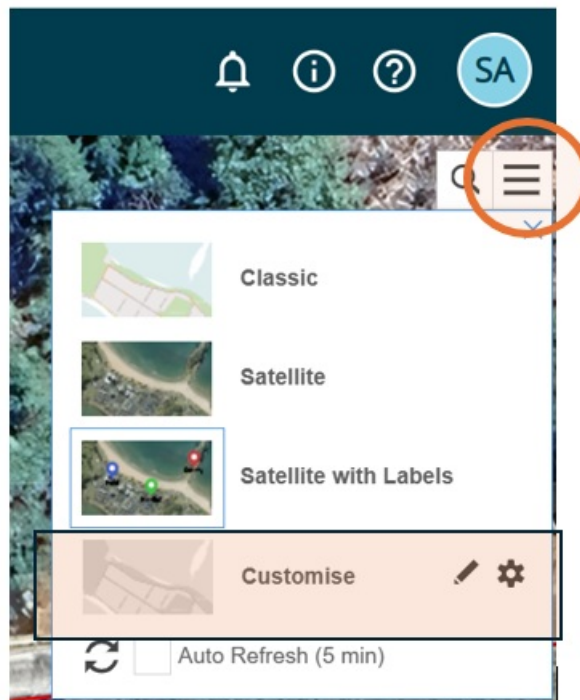 SA
Classic
Satellite
Satellite with Labels
Customise
Auto Refresh (5 min)